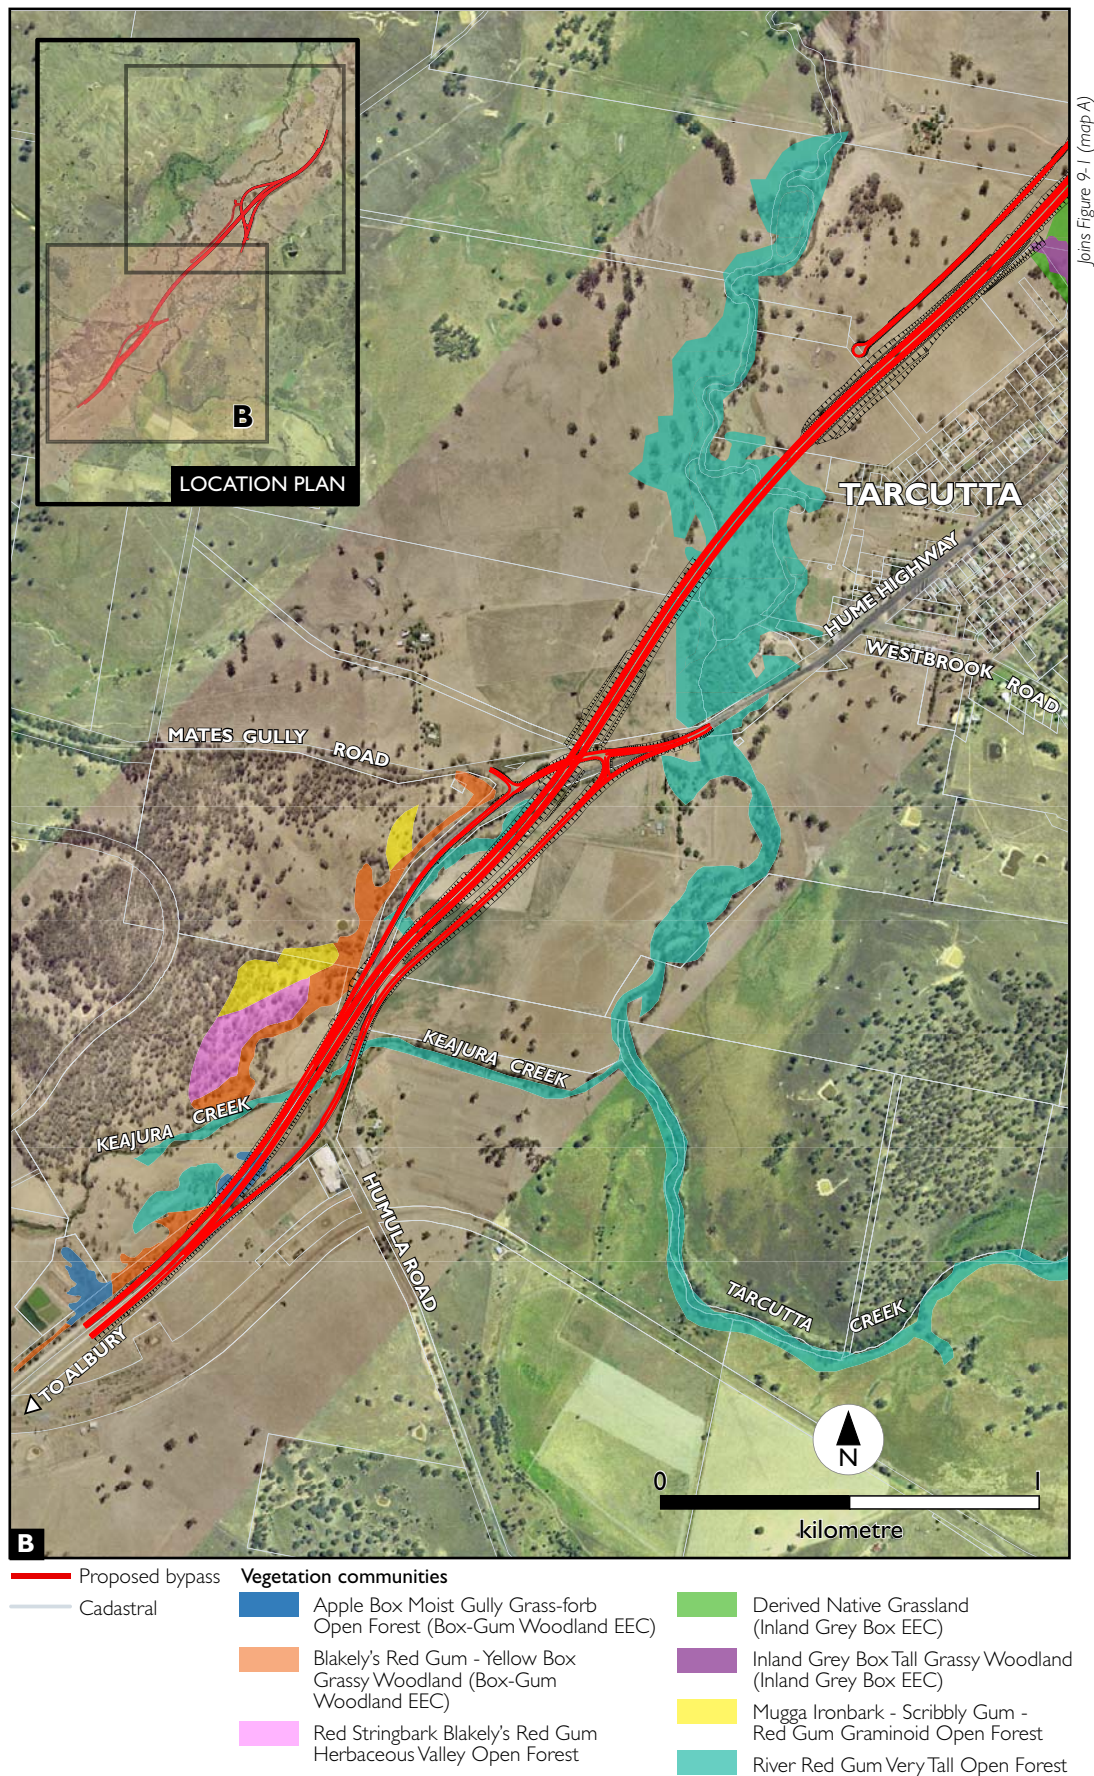 Joins Figure 9-1 (map A)
B
LOCATION PLAN
TARCUTTA
HUME HIGHWAY
WESTBROOK ROAD
MATES GULLY ROAD
KEAJURA CREEK
KEAJURA CREEK
HUMULA ROAD
TARCUTTA CREEK
TO ALBURY
N
0 1
kilometre
B
Proposed bypass
Cadastral
Vegetation communities
Apple Box Moist Gully Grass-forb
Open Forest (Box-Gum Woodland EEC)
Blakely's Red Gum - Yellow Box
Grassy Woodland (Box-Gum
Woodland EEC)
Red Stringbark Blakely's Red Gum
Herbaceous Valley Open Forest
Derived Native Grassland
(Inland Grey Box EEC)
Inland Grey Box Tall Grassy Woodland
(Inland Grey Box EEC)
Mugga Ironbark - Scribbly Gum -
Red Gum Graminoid Open Forest
River Red Gum Very Tall Open Forest